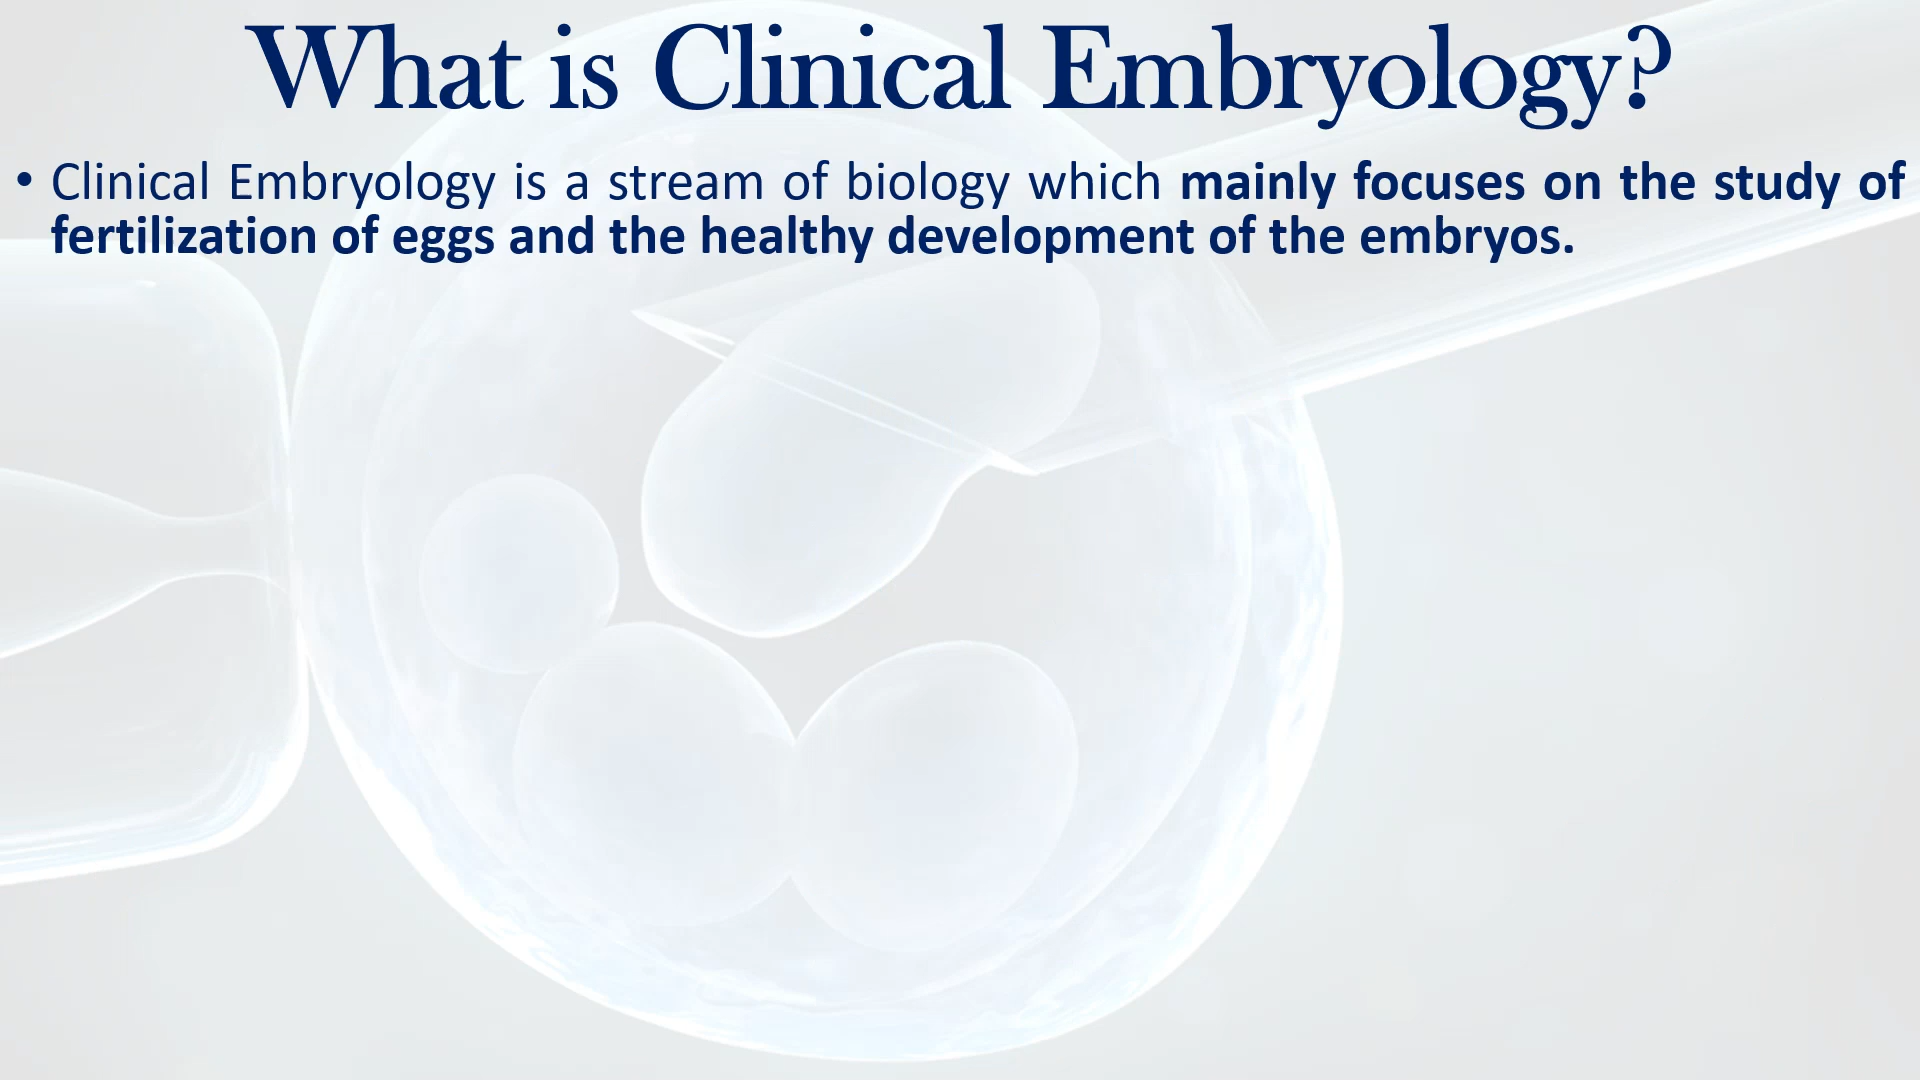 What is Clinical Embryology?
• Clinical Embryology is a stream of biology which mainly focuses on the study of
fertilization of eggs and the healthy development of the embryos.